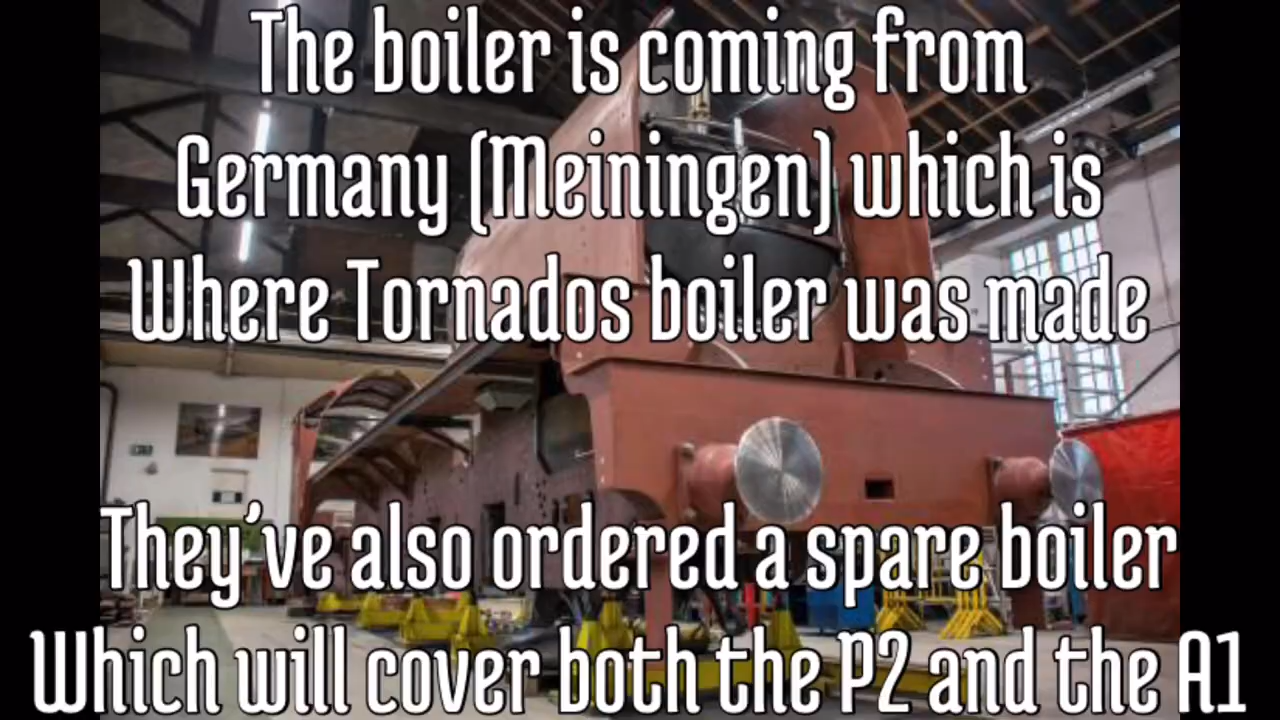 The boiler is coming from
Germany (Meiningen) which is
Where Tornados boiler was made
They've also ordered a spare boiler
Which will cover both the P2 and the A1